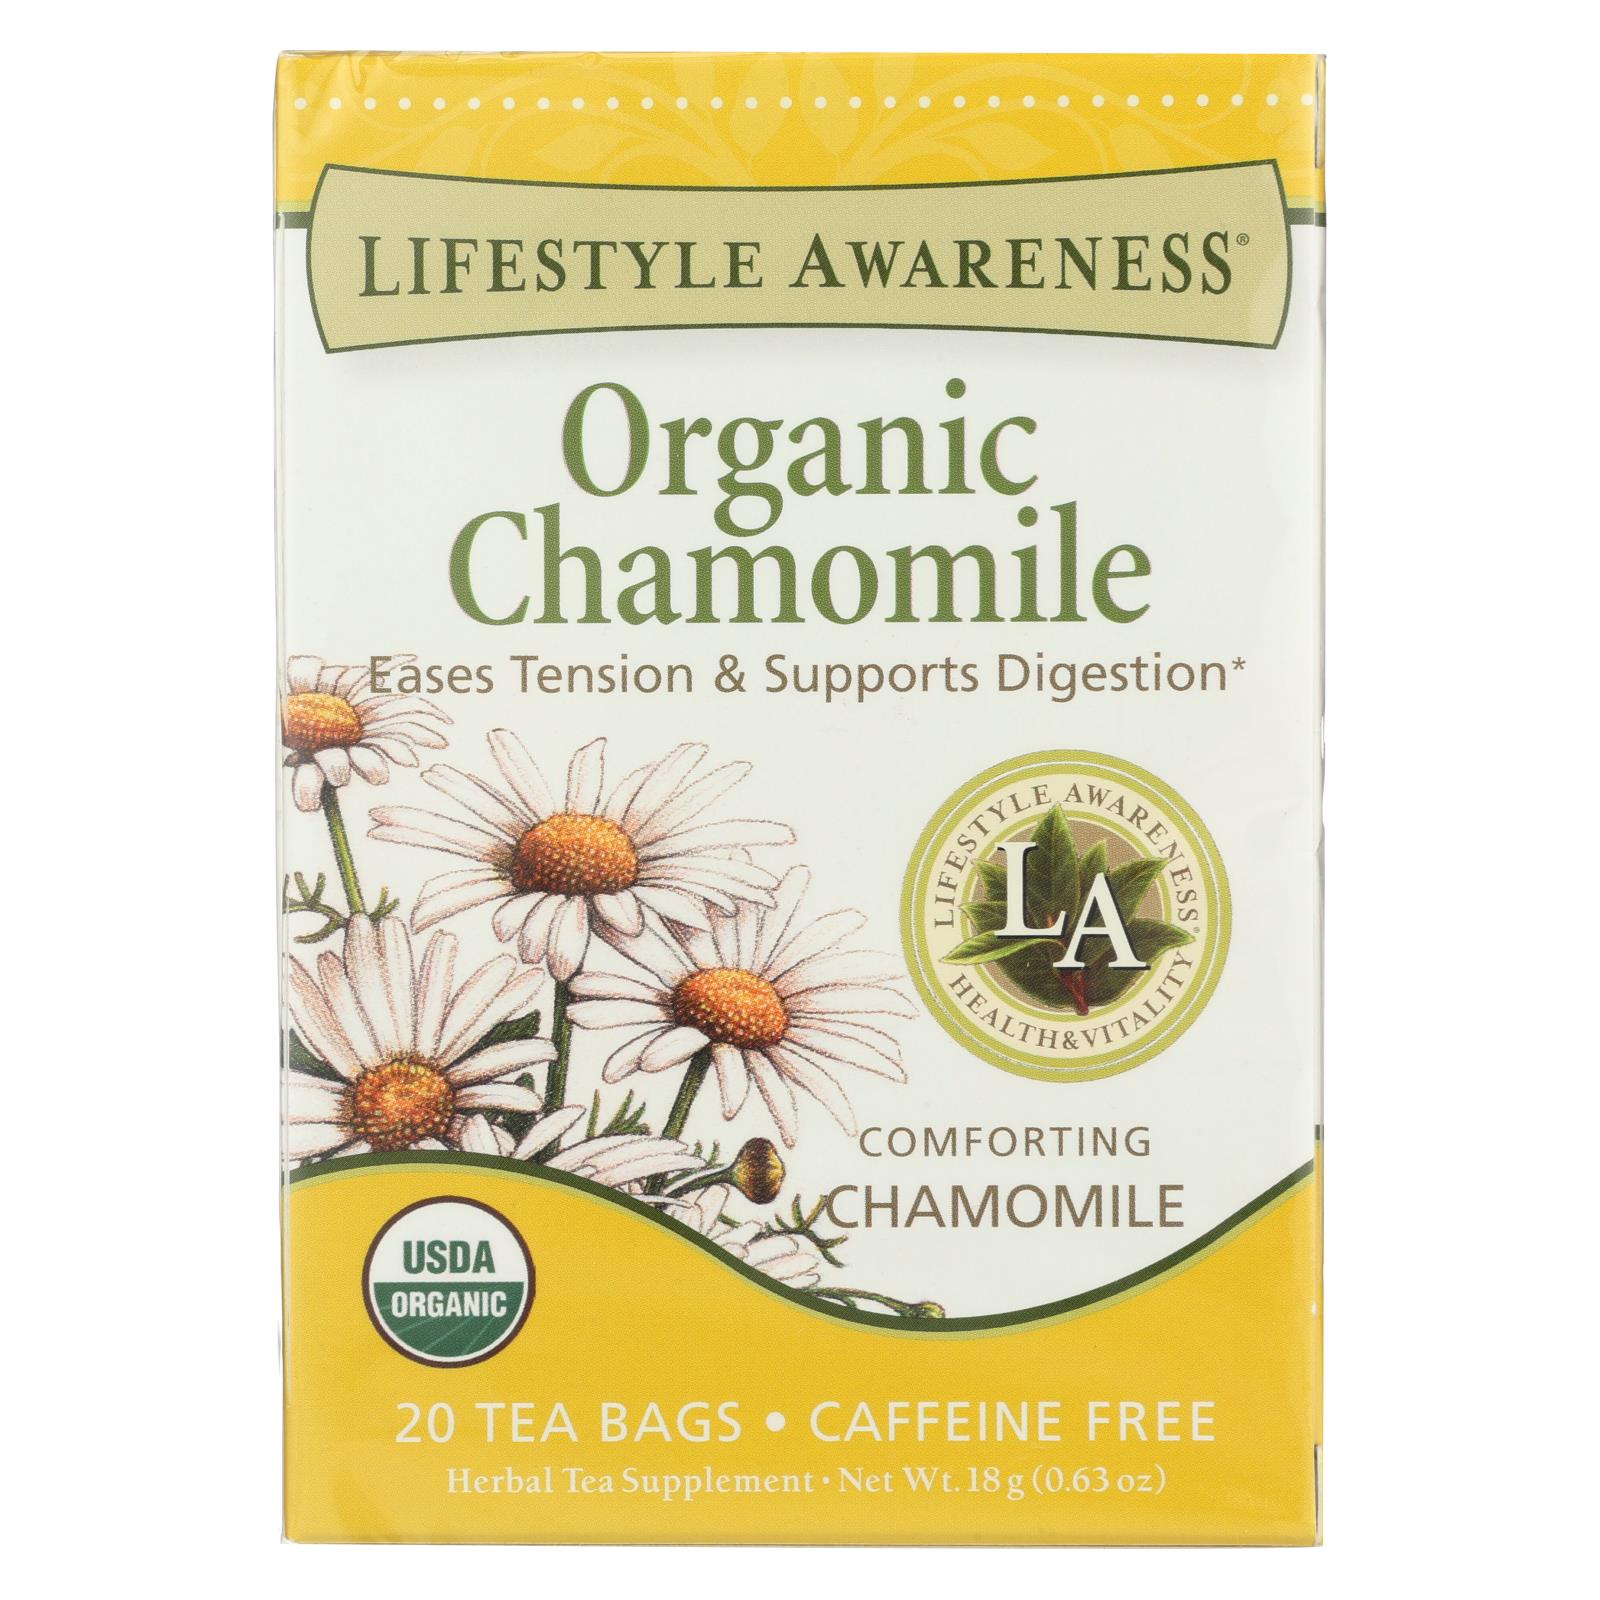 LIFESTYLE AWARENESS®
Organic
Chamomile
Eases Tension & Supports Digestion*
LIFESTYLE AWARENESS®
LA
HEALTH&VITALITY
COMFORTING
CHAMOMILE
USDA
ORGANIC
20 TEA BAGS • CAFFEINE FREE
Herbal Tea Supplement • Net Wt. 18 g (0.63 oz)